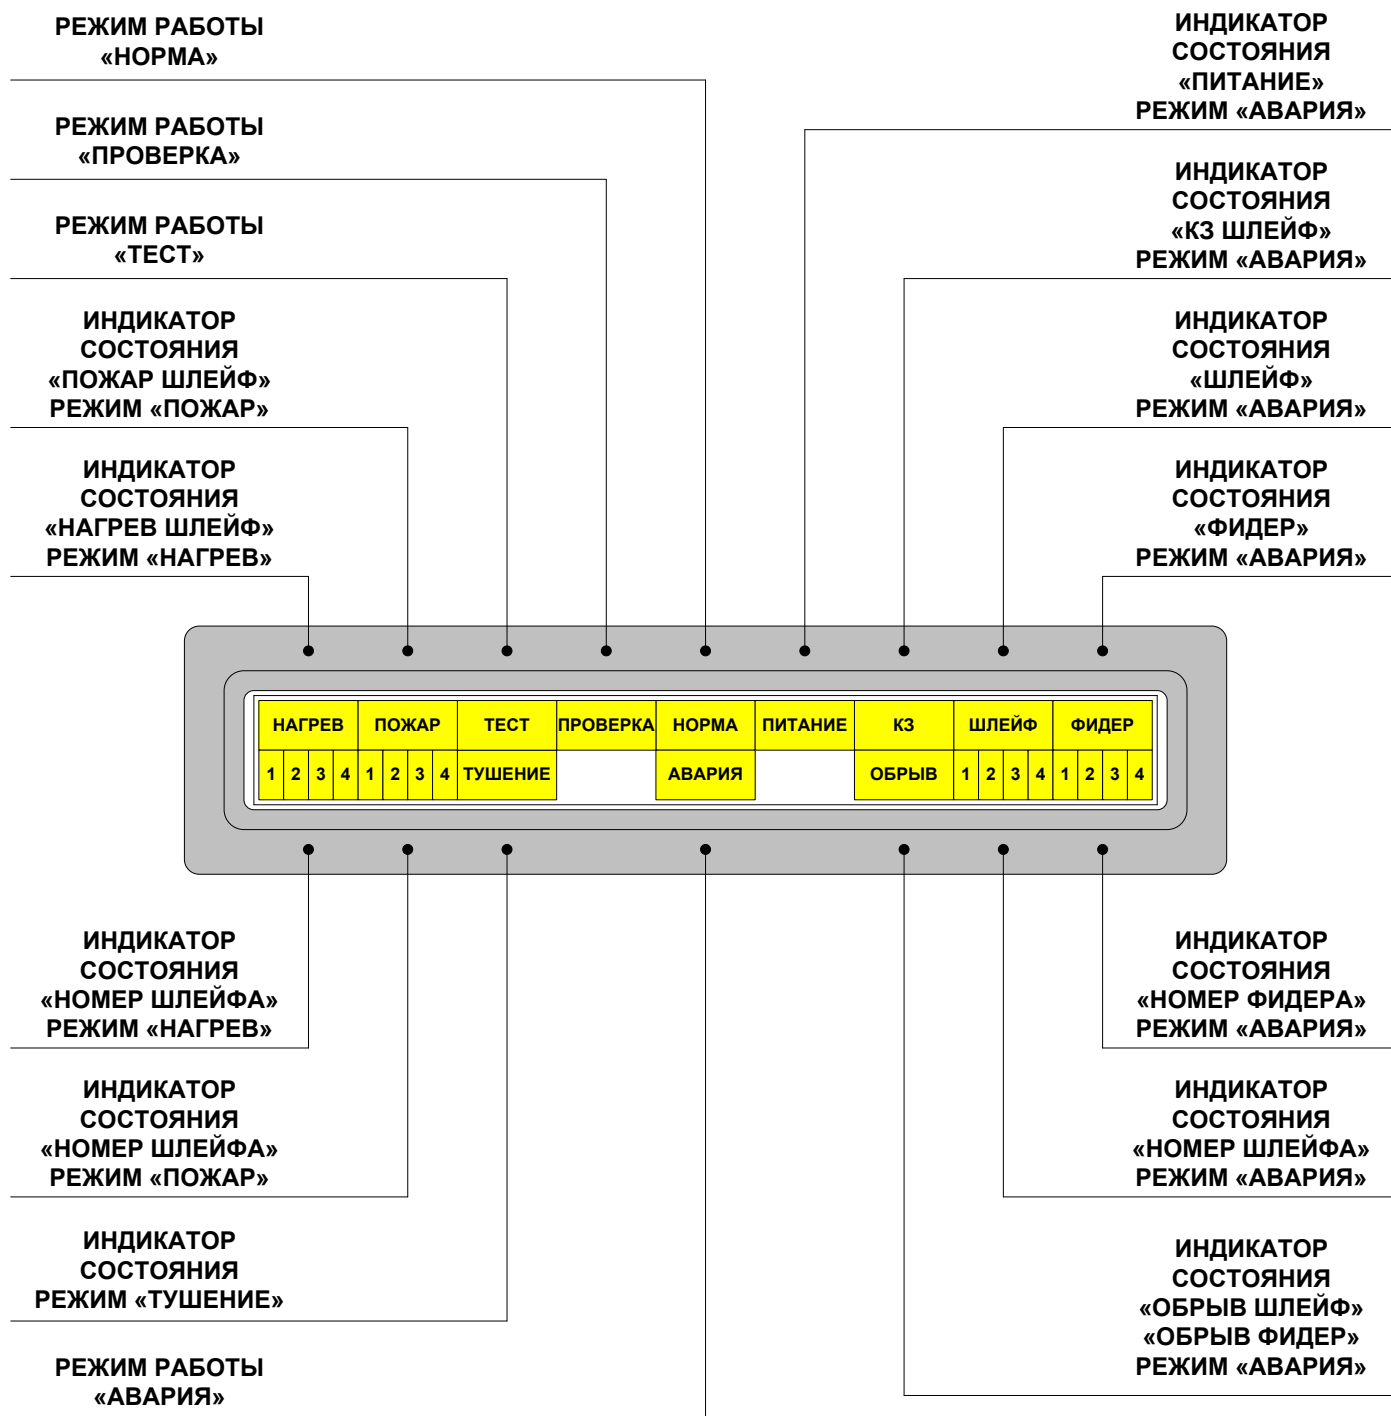 РЕЖИМ РАБОТЫ
«НОРМА»
РЕЖИМ РАБОТЫ
«ПРОВЕРКА»
РЕЖИМ РАБОТЫ
«ТЕСТ»
ИНДИКАТОР
СОСТОЯНИЯ
«ПОЖАР ШЛЕЙФ»
РЕЖИМ «ПОЖАР»
ИНДИКАТОР
СОСТОЯНИЯ
«НАГРЕВ ШЛЕЙФ»
РЕЖИМ «НАГРЕВ»
ИНДИКАТОР
СОСТОЯНИЯ
«ПИТАНИЕ»
РЕЖИМ «АВАРИЯ»
ИНДИКАТОР
СОСТОЯНИЯ
«КЗ ШЛЕЙФ»
РЕЖИМ «АВАРИЯ»
ИНДИКАТОР
СОСТОЯНИЯ
«ШЛЕЙФ»
РЕЖИМ «АВАРИЯ»
ИНДИКАТОР
СОСТОЯНИЯ
«ФИДЕР»
РЕЖИМ «АВАРИЯ»
НАГРЕВ ПОЖАР ТЕСТ ПРОВЕРКА НОРМА ПИТАНИЕ КЗ ШЛЕЙФ ФИДЕР
1 2 3 4 1 2 3 4 ТУШЕНИЕ АВАРИЯ ОБРЫВ 1 2 3 4 1 2 3 4
ИНДИКАТОР
СОСТОЯНИЯ
«НОМЕР ШЛЕЙФА»
РЕЖИМ «НАГРЕВ»
ИНДИКАТОР
СОСТОЯНИЯ
«НОМЕР ШЛЕЙФА»
РЕЖИМ «ПОЖАР»
ИНДИКАТОР
СОСТОЯНИЯ
РЕЖИМ «ТУШЕНИЕ»
РЕЖИМ РАБОТЫ
«АВАРИЯ»
ИНДИКАТОР
СОСТОЯНИЯ
«НОМЕР ФИДЕРА»
РЕЖИМ «АВАРИЯ»
ИНДИКАТОР
СОСТОЯНИЯ
«НОМЕР ШЛЕЙФА»
РЕЖИМ «АВАРИЯ»
ИНДИКАТОР
СОСТОЯНИЯ
«ОБРЫВ ШЛЕЙФ»
«ОБРЫВ ФИДЕР»
РЕЖИМ «АВАРИЯ»